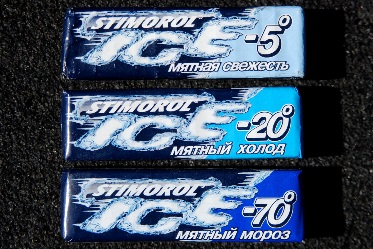 STIMOROL
ICE -5°
МЯТНАЯ СВЕЖЕСТЬ
STIMOROL
ICE -20°
МЯТНЫЙ ХОЛОД
STIMOROL
ICE -70°
МЯТНЫЙ МОРОЗ